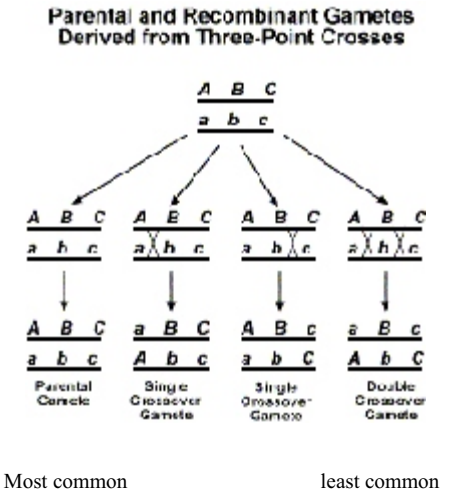 Parental and Recombinant Gametes
Derived from Three-Point Crosses
A B C
a b c
A B C A B C A B C A B C
a b c a b c a b c a b c
A B C a B C A B c a B c
a b c A b c a b C A b C
Parental Single Single Double
Gamete Crossover Crossover Crossover
Gamete Gamete Gamete
Most common least common